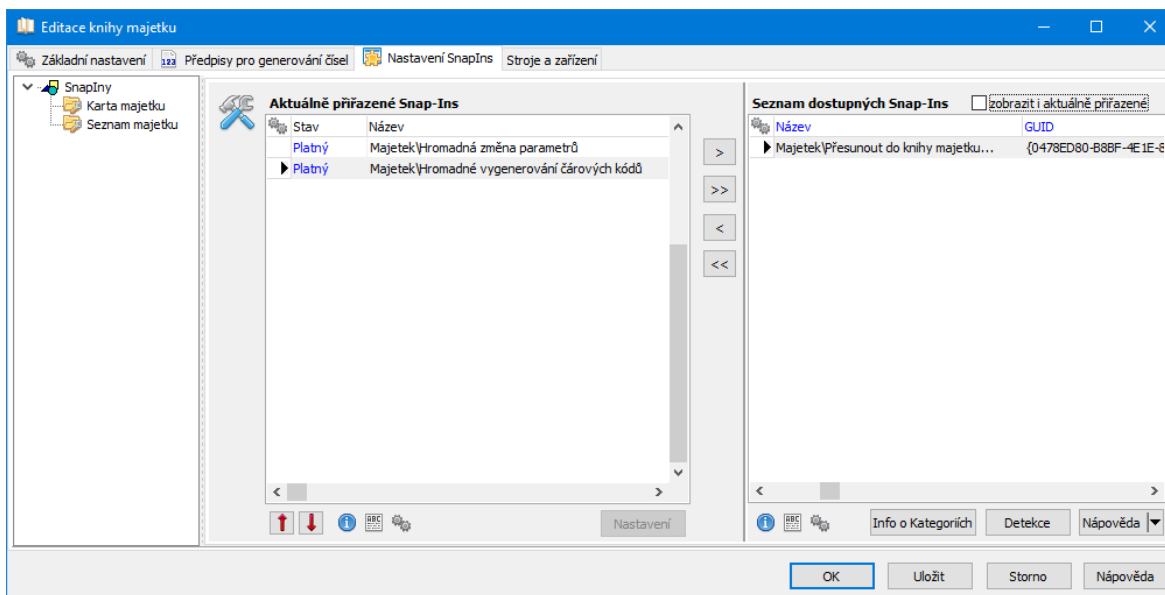 Editace knihy majetku
Základní nastavení
Předpisy pro generování čísel
Nastavení SnapIns
Stroje a zařízení
SnapIny
Karta majetku
Seznam majetku
Aktuálně přiřazené Snap-Ins
Stav Název
Platný Majetek\Hromadná změna parametrů
Platný Majetek\Hromadné vygenerování čárových kódů
Nastavení
>
>>
<
<<
Seznam dostupných Snap-Ins
zobrazit i aktuálně přiřazené
Název GUID
Majetek\Přesunout do knihy majetku... {0478ED80-B8BF-4E1E-8
Info o Kategoriích
Detekce
Nápověda
OK
Uložit
Storno
Nápověda